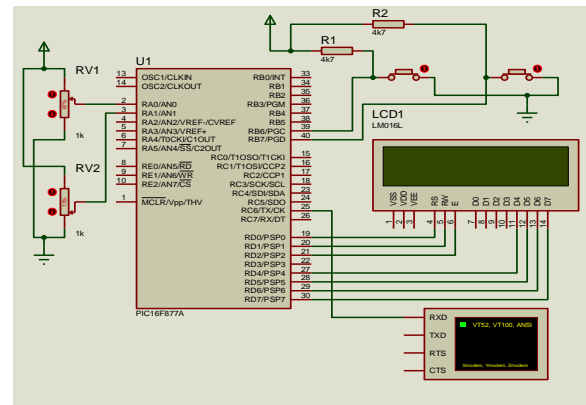 R2
4k7
R1
4k7
RV1
1k
RV2
1k
U1
13 OSC1/CLKIN RB0/INT 33
14 OSC2/CLKOUT RB1 34
RB2 35
2 RA0/AN0 RB3/PGM 36
3 RA1/AN1 RB4 37
4 RA2/AN2/VREF-/CVREF RB5 38
5 RA3/AN3/VREF+ RB6/PGC 39
6 RA4/T0CKI/C1OUT RB7/PGD 40
7 RA5/AN4/SS/C2OUT
RC0/T1OSO/T1CKI 15
8 RE0/AN5/RD RC1/T1OSI/CCP2 16
9 RE1/AN6/WR RC2/CCP1 17
10 RE2/AN7/CS RC3/SCK/SCL 18
RC4/SDI/SDA 23
1 MCLR/Vpp/THV RC5/SDO 24
RC6/TX/CK 25
RC7/RX/DT 26
RD0/PSP0 19
RD1/PSP1 20
RD2/PSP2 21
RD3/PSP3 22
RD4/PSP4 27
RD5/PSP5 28
RD6/PSP6 29
RD7/PSP7 30
PIC16F877A
LCD1
LM016L
VSS VDD VEE RS RW E D0 D1 D2 D3 D4 D5 D6 D7
1 2 3 4 5 6 7 8 9 10 11 12 13 14
RXD
TXD
RTS
CTS
VT52, VT100, ANSI
Xmodem, Ymodem, Zmodem